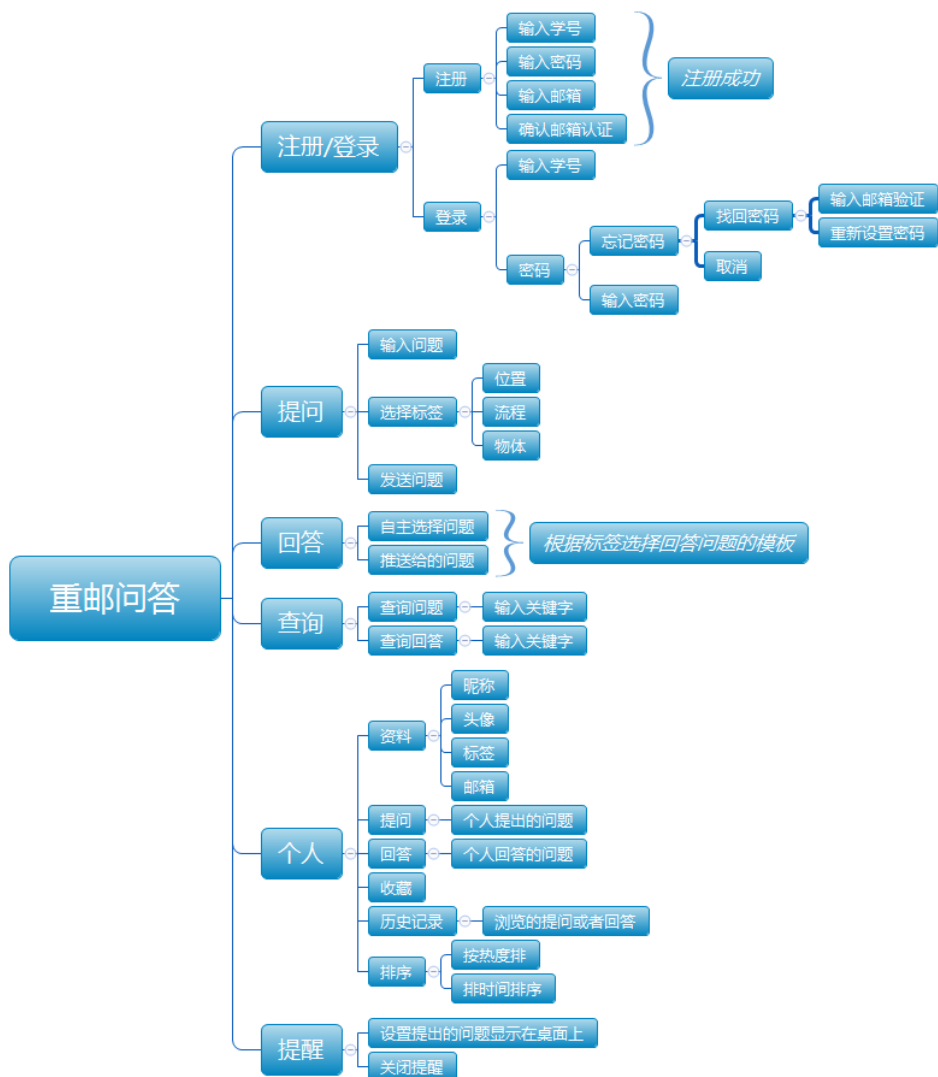 重邮问答
注册/登录
注册
输入学号
输入密码
输入邮箱
确认邮箱认证
注册成功
登录
输入学号
密码
忘记密码
找回密码
输入邮箱验证
重新设置密码
取消
输入密码
提问
输入问题
选择标签
位置
流程
物体
发送问题
回答
自主选择问题
推送给的问题
根据标签选择回答问题的模板
查询
查询问题
输入关键字
查询回答
输入关键字
个人
资料
昵称
头像
标签
邮箱
提问
个人提出的问题
回答
个人回答的问题
收藏
历史记录
浏览的提问或者回答
排序
按热度排
排时间排序
提醒
设置提出的问题显示在桌面上
关闭提醒